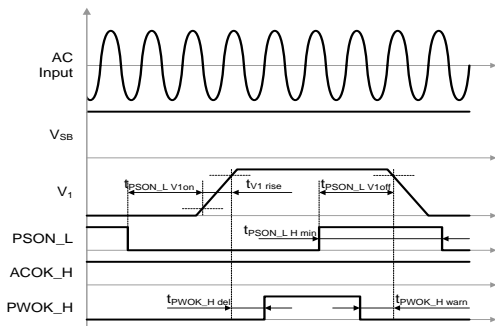 AC
Input
VSB
V1
tPSON_L V1on
tV1 rise
tPSON_L V1off
PSON_L
tPSON_L H min
ACOK_H
PWOK_H
tPWOK_H del
tPWOK_H warn